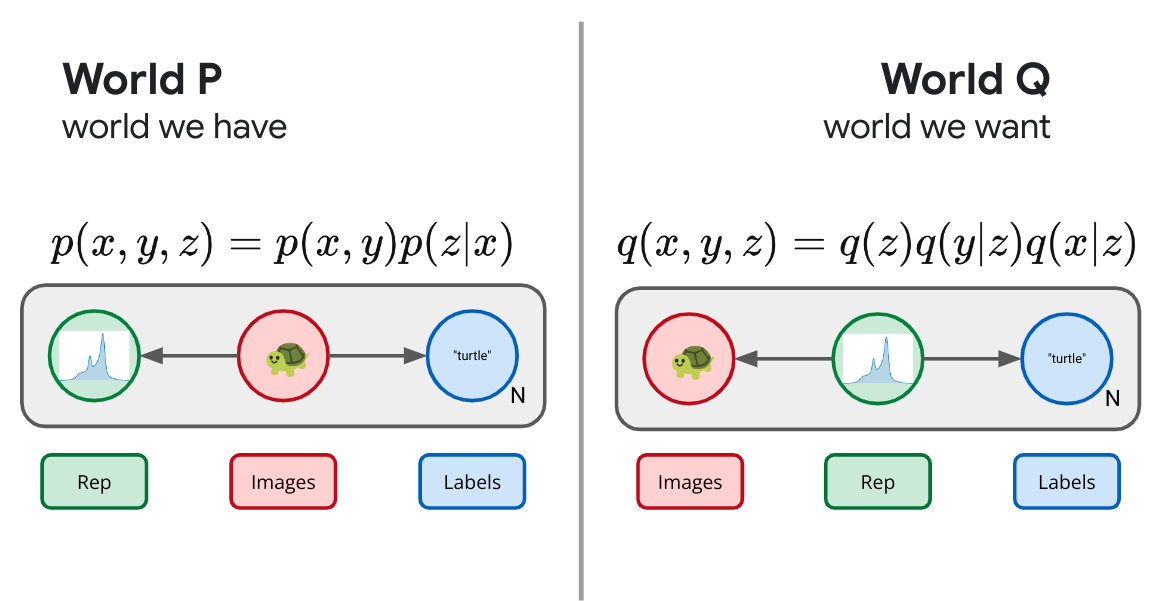 World P
world we have
p(x, y, z) = p(x, y)p(z|x)
"turtle"
N
Rep
Images
Labels
World Q
world we want
q(x, y, z) = q(z)q(y|z)q(x|z)
"turtle"
N
Images
Rep
Labels